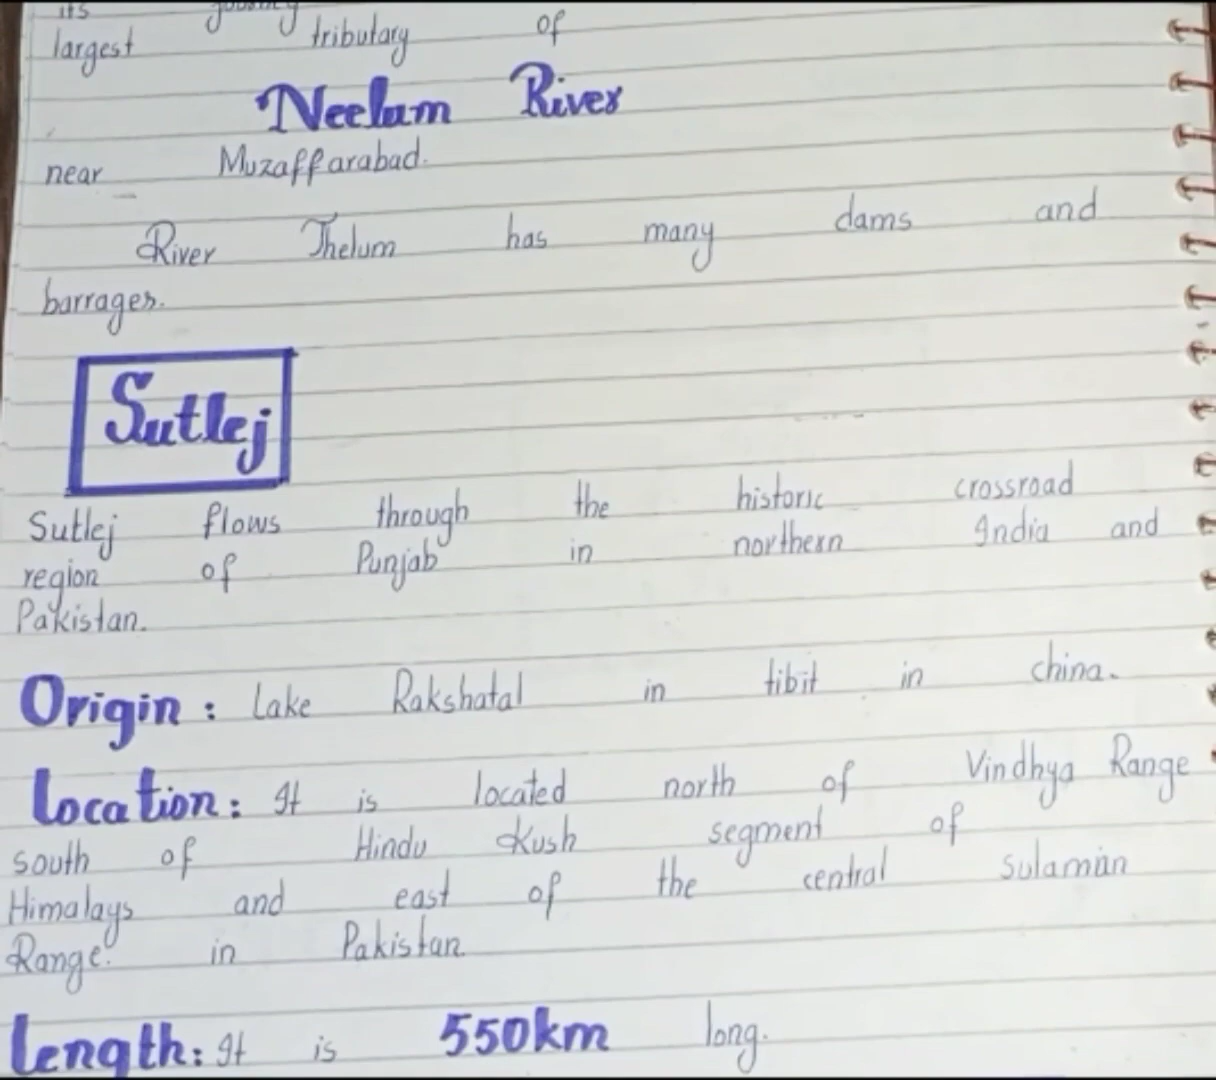 its
largest tributary of
Neelum River
near Muzaffarabad.
River Jhelum has many dams and
barrages.
Sutlej
Sutlej flows through the historic crossroad
region of Punjab in northern India and
Pakistan.
Origin: Lake Rakshatal in tibit in china.
Location: It is located north of Vindhya Range
south of Hindu Kush segment of
Himalays and east of the central Sulaman
Range. in Pakistan.
Length: It is 550km long.